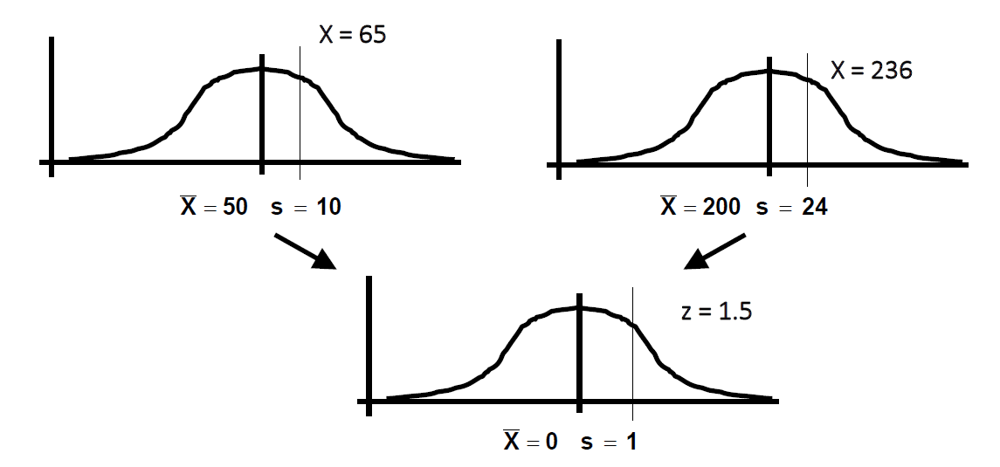 X = 65
X = 236
X̅ = 50 s = 10
X̅ = 200 s = 24
z = 1.5
X̅ = 0 s = 1